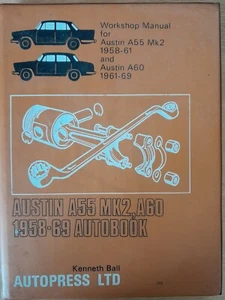 Workshop Manual
for
Austin A55 Mk2
1958-61
and
Austin A60
1961-69
AUSTIN A55 MK2, A60
1958-69 AUTOBOOK
Kenneth Ball
AUTOPRESS LTD